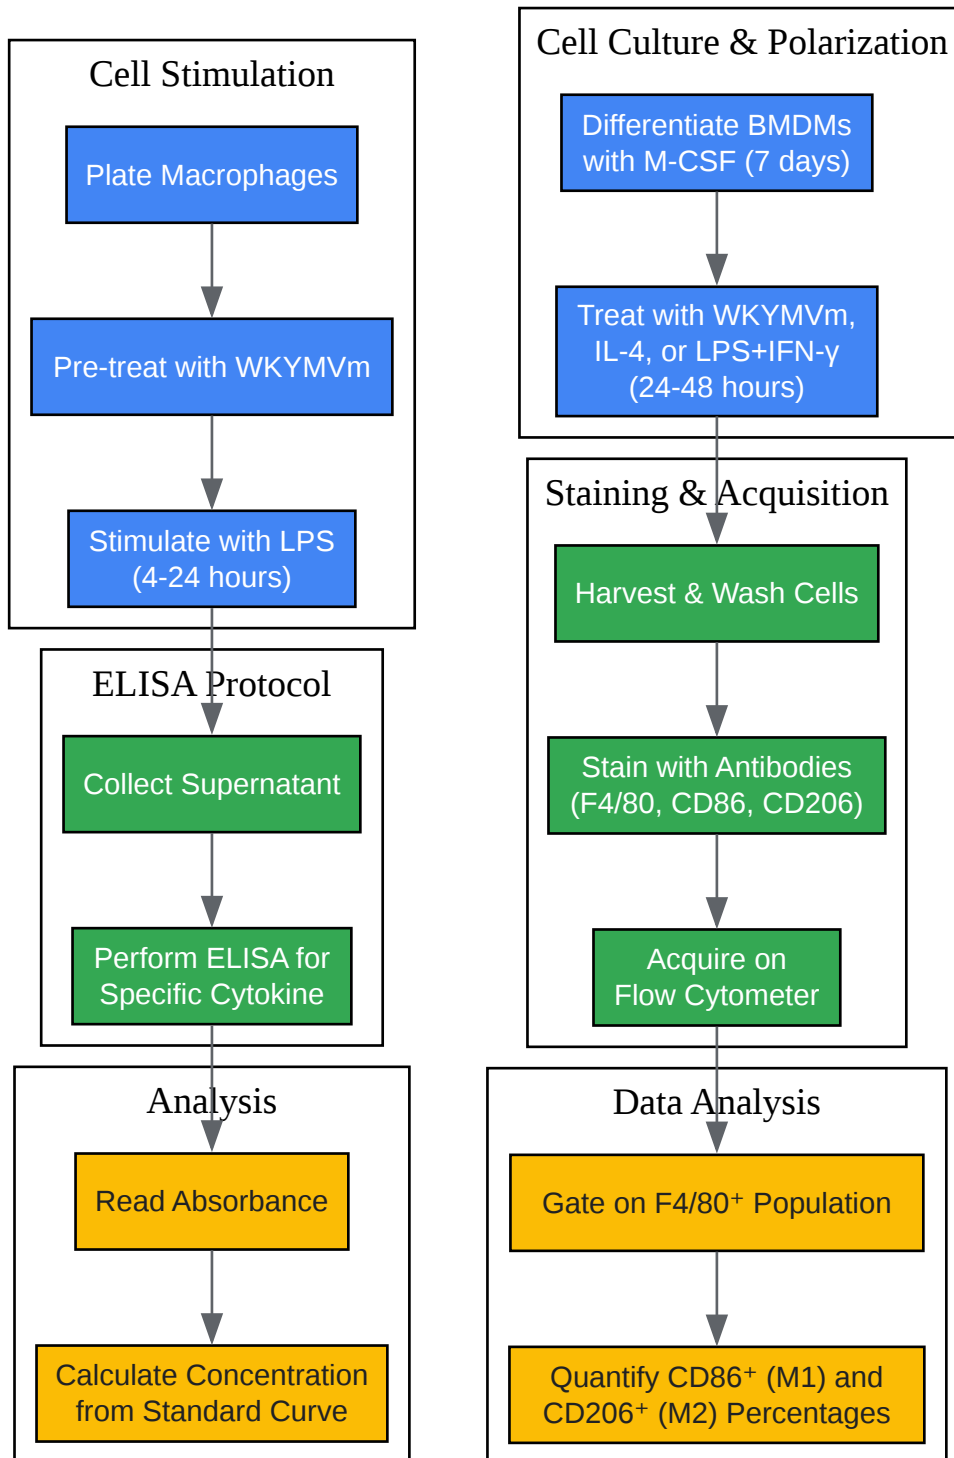 Cell Stimulation
Plate Macrophages
Pre-treat with WKYMVm
Stimulate with LPS
(4-24 hours)
ELISA Protocol
Collect Supernatant
Perform ELISA for
Specific Cytokine
Analysis
Read Absorbance
Calculate Concentration
from Standard Curve
Cell Culture & Polarization
Differentiate BMDMs
with M-CSF (7 days)
Treat with WKYMVm,
IL-4, or LPS+IFN-γ
(24-48 hours)
Staining & Acquisition
Harvest & Wash Cells
Stain with Antibodies
(F4/80, CD86, CD206)
Acquire on
Flow Cytometer
Data Analysis
Gate on F4/80⁺ Population
Quantify CD86⁺ (M1) and
CD206⁺ (M2) Percentages